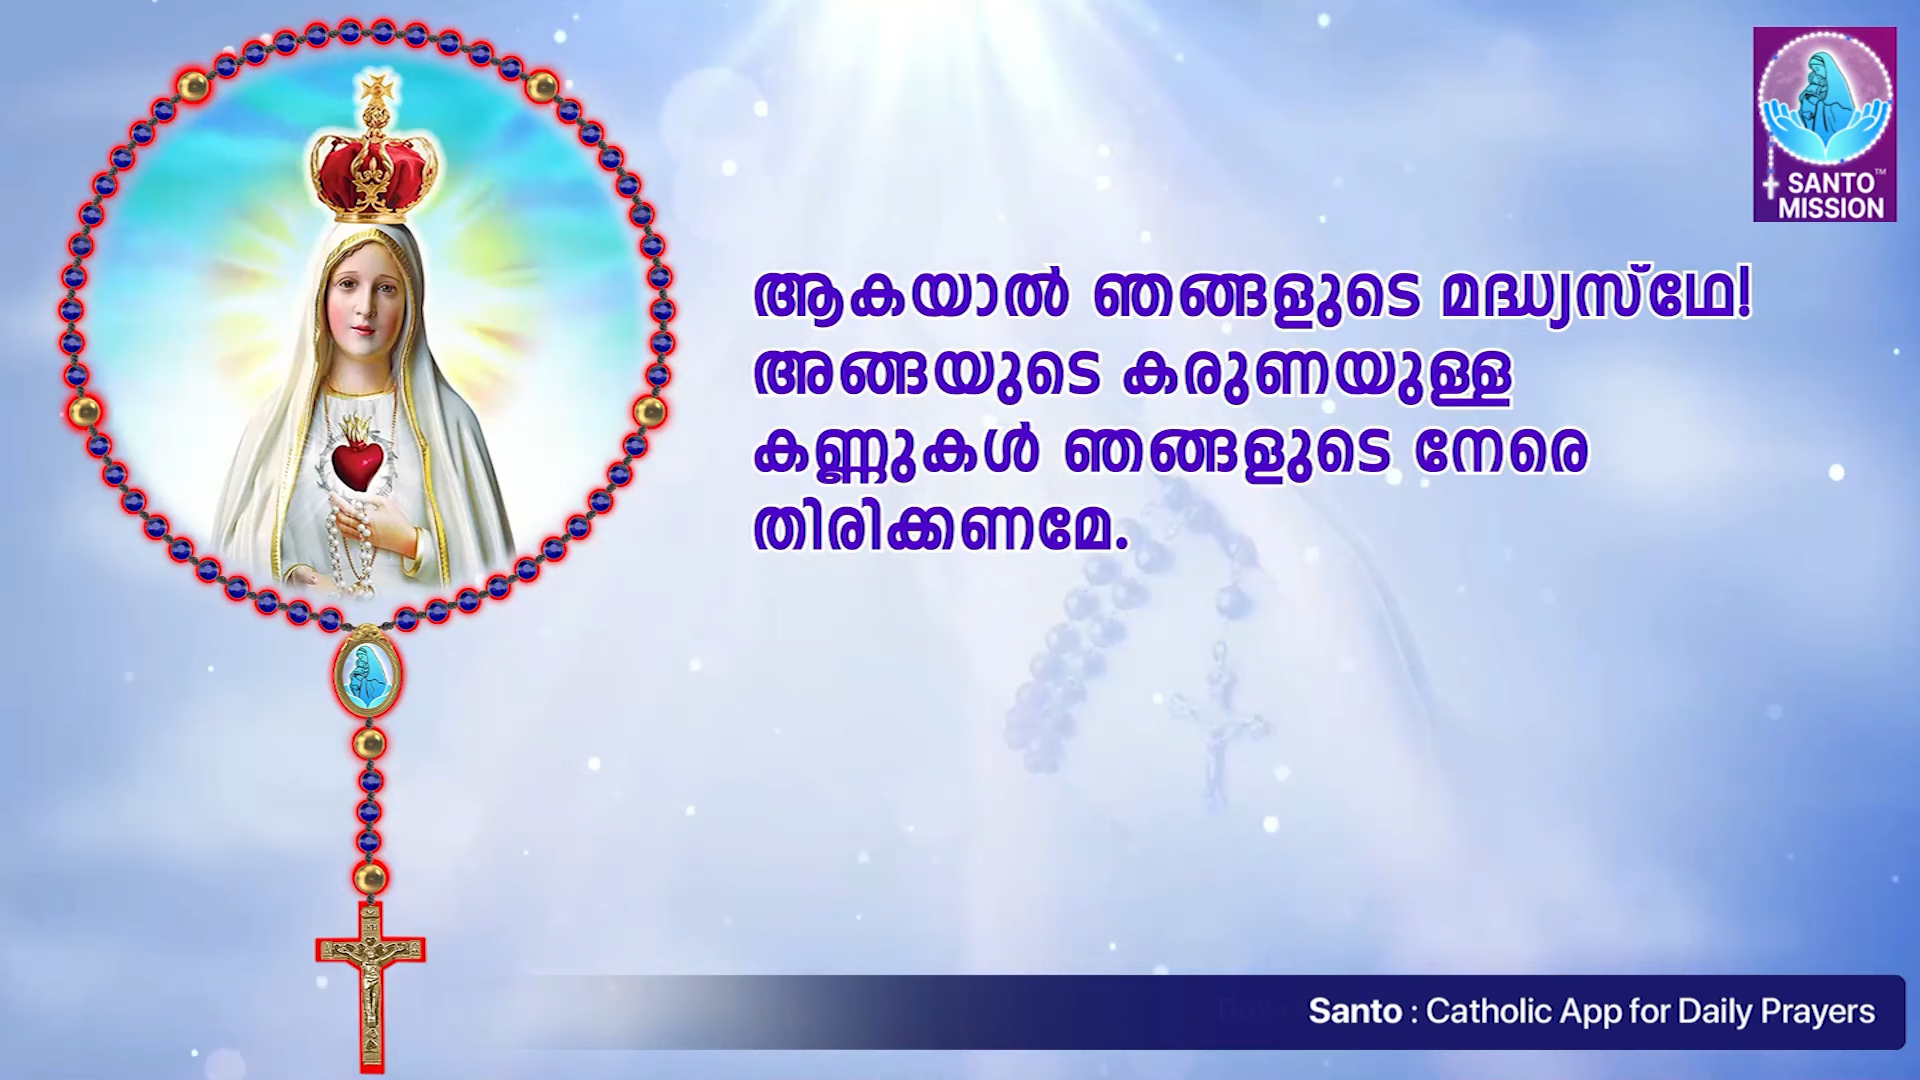 SANTO™
MISSION
ആകയാൽ ഞങ്ങളുടെ മദ്ധ്യസ്ഥേ!
അങ്ങയുടെ കരുണയുള്ള
കണ്ണുകൾ ഞങ്ങളുടെ നേരെ
തിരിക്കണമേ.
Santo : Catholic App for Daily Prayers